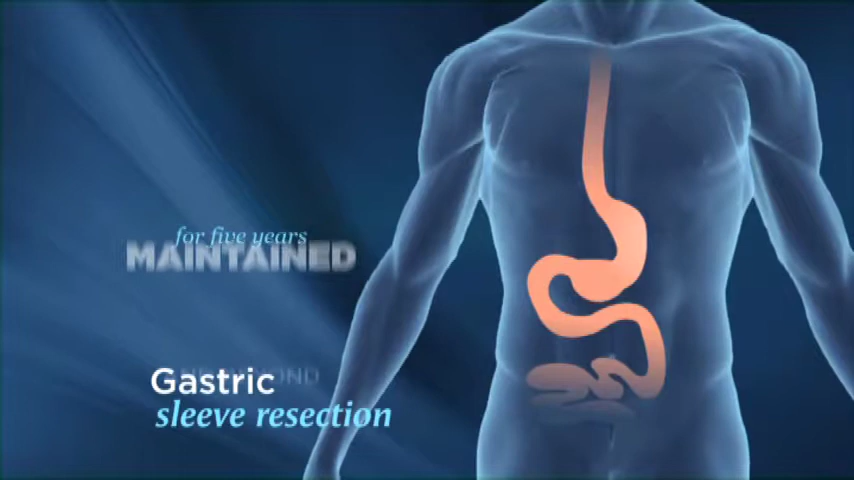 for five years
MAINTAINED
Gastric
sleeve resection